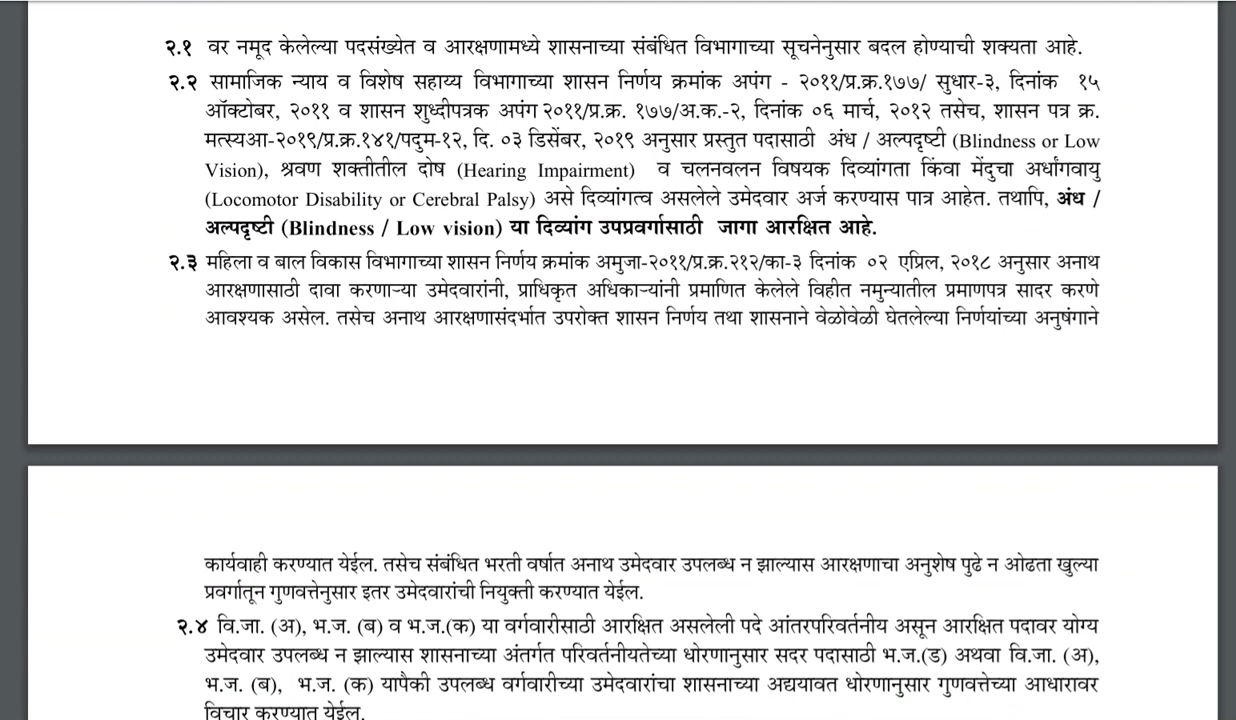 २.१ वर नमूद केलेल्या पदसंख्येत व आरक्षणामध्ये शासनाच्या संबंधित विभागाच्या सूचनेनुसार बदल होण्याची शक्यता आहे.
२.२ सामाजिक न्याय व विशेष सहाय्य विभागाच्या शासन निर्णय क्रमांक अपंग - २०११/प्र.क्र.१७७/ सुधार-३, दिनांक १५
ऑक्टोबर, २०११ व शासन शुध्दीपत्रक अपंग २०११/प्र.क्र. १७७/अ.क.-२, दिनांक ०६ मार्च, २०१२ तसेच, शासन पत्र क्र.
मत्स्यआ-२०१९/प्र.क्र.१४१/पदुम-१२, दि. ०३ डिसेंबर, २०१९ अनुसार प्रस्तुत पदासाठी अंध / अल्पदृष्टी (Blindness or Low
Vision), श्रवण शक्तीतील दोष (Hearing Impairment) व चलनवलन विषयक दिव्यांगता किंवा मेंदुचा अर्धांगवायु
(Locomotor Disability or Cerebral Palsy) असे दिव्यांगत्व असलेले उमेदवार अर्ज करण्यास पात्र आहेत. तथापि, अंध /
अल्पदृष्टी (Blindness / Low vision) या दिव्यांग उपप्रवर्गासाठी जागा आरक्षित आहे.
२.३ महिला व बाल विकास विभागाच्या शासन निर्णय क्रमांक अमुजा-२०११/प्र.क्र.२१२/का-३ दिनांक ०२ एप्रिल, २०१८ अनुसार अनाथ
आरक्षणासाठी दावा करणाऱ्या उमेदवारांनी, प्राधिकृत अधिकाऱ्यांनी प्रमाणित केलेले विहीत नमुन्यातील प्रमाणपत्र सादर करणे
आवश्यक असेल. तसेच अनाथ आरक्षणासंदर्भात उपरोक्त शासन निर्णय तथा शासनाने वेळोवेळी घेतलेल्या निर्णयांच्या अनुषंगाने
कार्यवाही करण्यात येईल. तसेच संबंधित भरती वर्षात अनाथ उमेदवार उपलब्ध न झाल्यास आरक्षणाचा अनुशेष पुढे न ओढता खुल्या
प्रवर्गातून गुणवत्तेनुसार इतर उमेदवारांची नियुक्ती करण्यात येईल.
२.४ वि.जा. (अ), भ.ज. (ब) व भ.ज.(क) या वर्गवारीसाठी आरक्षित असलेली पदे आंतरपरिवर्तनीय असून आरक्षित पदावर योग्य
उमेदवार उपलब्ध न झाल्यास शासनाच्या अंतर्गत परिवर्तनीयतेच्या धोरणानुसार सदर पदासाठी भ.ज.(ड) अथवा वि.जा. (अ),
भ.ज. (ब), भ.ज. (क) यापैकी उपलब्ध वर्गवारीच्या उमेदवारांचा शासनाच्या अद्ययावत धोरणानुसार गुणवत्तेच्या आधारावर
विचार करण्यात येईल.